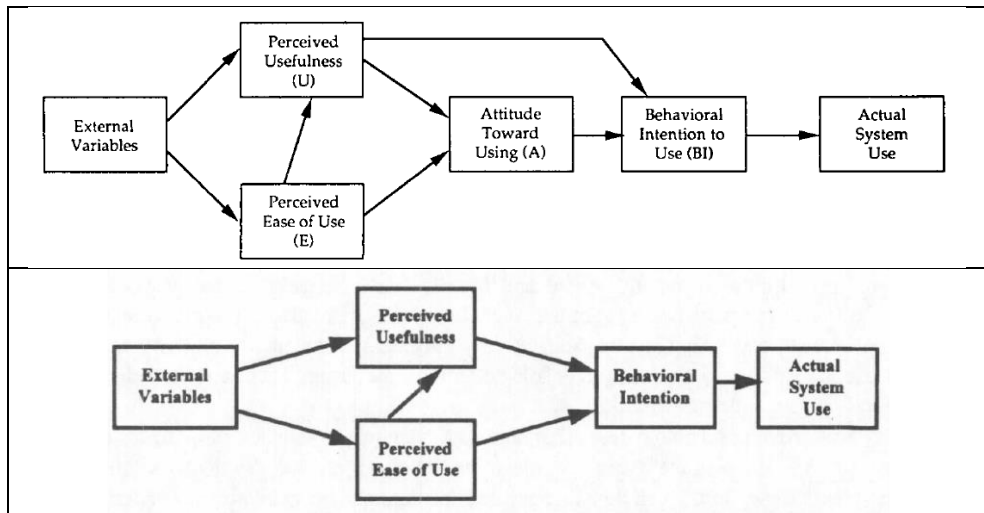 Perceived
Usefulness
(U)
External
Variables
Perceived
Ease of Use
(E)
Attitude
Toward
Using (A)
Behavioral
Intention to
Use (BI)
Actual
System
Use
Perceived
Usefulness
External
Variables
Perceived
Ease of Use
Behavioral
Intention
Actual
System
Use